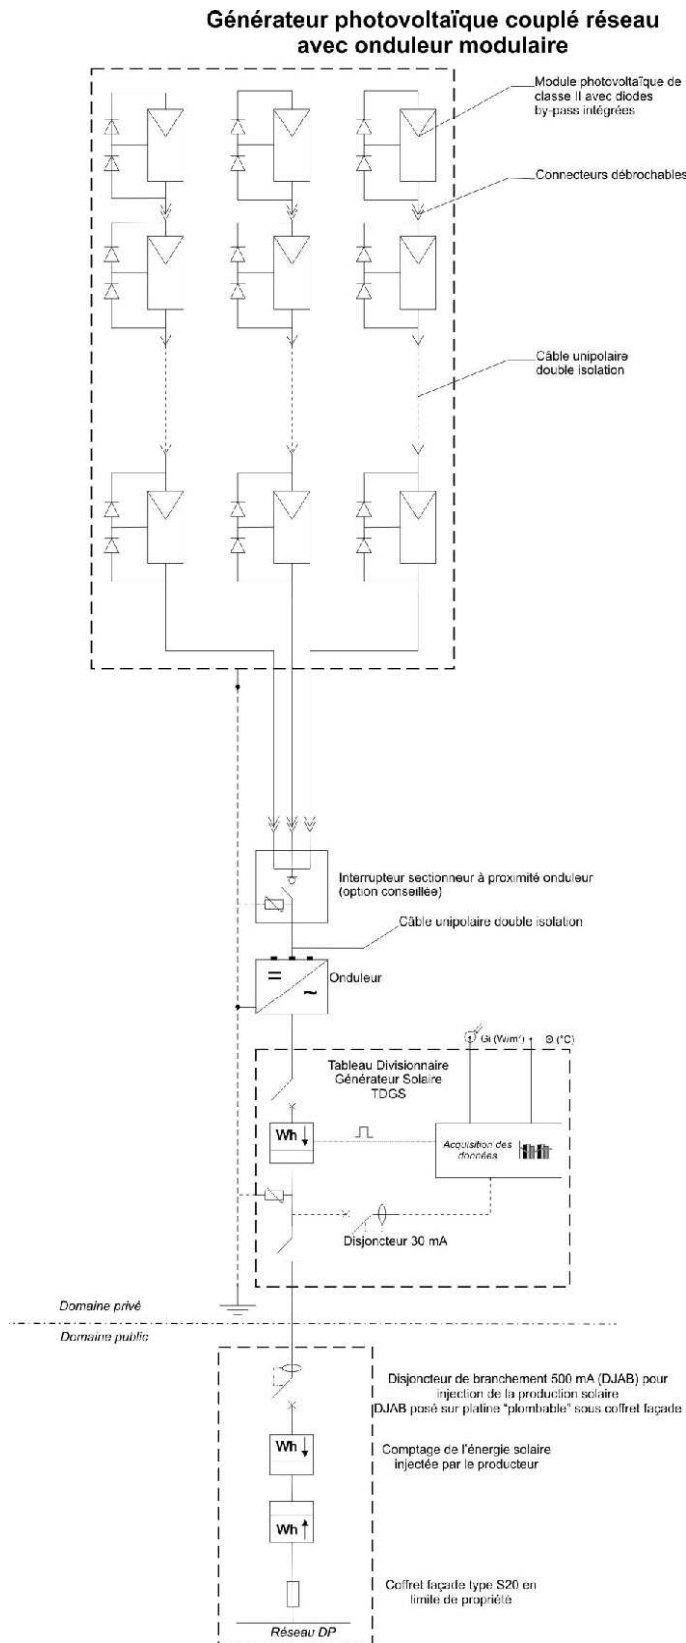 Générateur photovoltaïque couplé réseau
avec onduleur modulaire
Module photovoltaïque de
classe II avec diodes
by-pass intégrées
Connecteurs débrochables
Câble unipolaire
double isolation
Interrupteur sectionneur à proximité onduleur
(option conseillée)
Câble unipolaire double isolation
=
~
Onduleur
Gi (W/m²)
Θ (°C)
Tableau Divisionnaire
Générateur Solaire
TDGS
Wh
Acquisition des
données
Disjoncteur 30 mA
Domaine privé
Domaine public
Disjoncteur de branchement 500 mA (DJAB) pour
injection de la production solaire
DJAB posé sur platine "plombable" sous coffret façade
Wh
Comptage de l'énergie solaire
injectée par le producteur
Wh
Coffret façade type S20 en
limite de propriété
Réseau DP